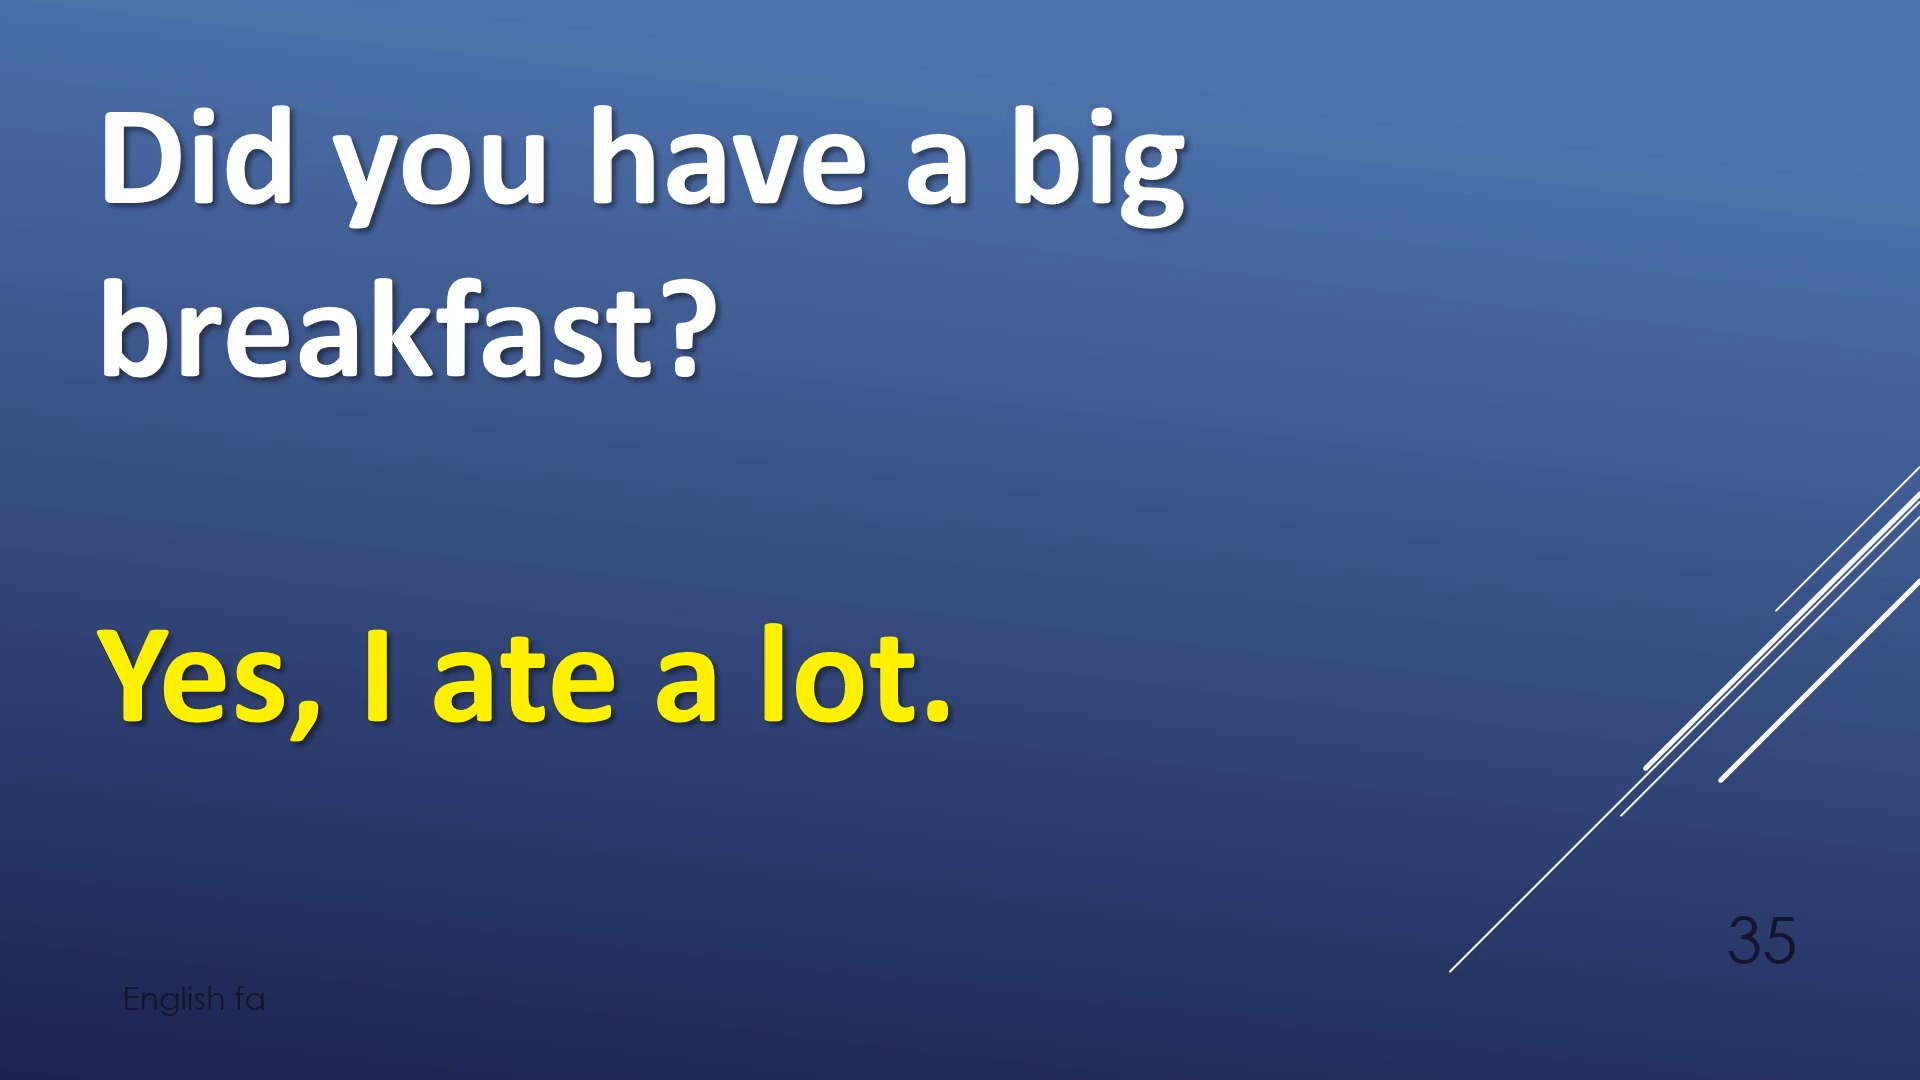 Did you have a big
breakfast?
Yes, I ate a lot.
35
English fa